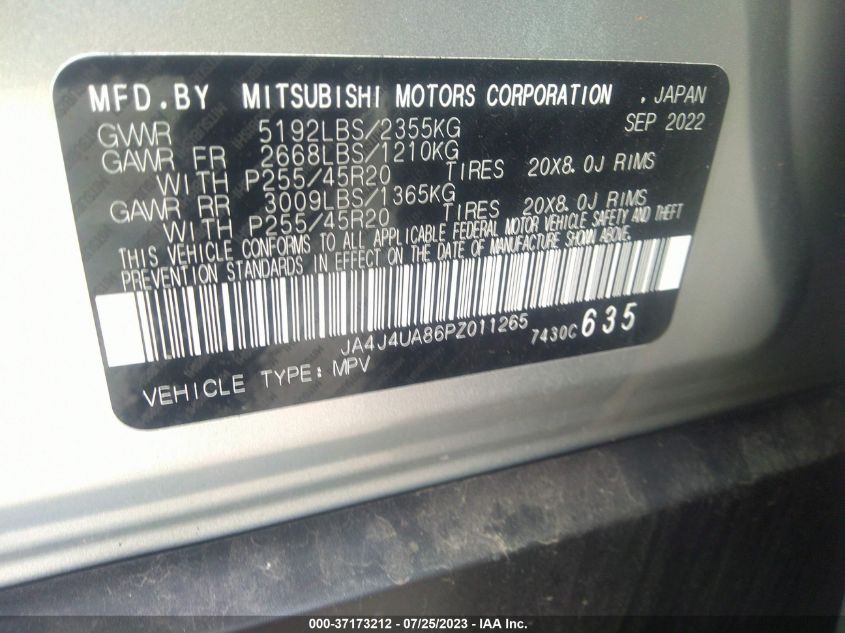 MFD.BY MITSUBISHI MOTORS CORPORATION , JAPAN
GVWR 5192LBS/2355KG SEP 2022
GAWR FR 2668LBS/1210KG
WITH P255/45R20 TIRES 20X8.0J RIMS
GAWR RR 3009LBS/1365KG
WITH P255/45R20 TIRES 20X8.0J RIMS
THIS VEHICLE CONFORMS TO ALL APPLICABLE FEDERAL MOTOR VEHICLE SAFETY AND THEFT
PREVENTION STANDARDS IN EFFECT ON THE DATE OF MANUFACTURE SHOWN ABOVE.
JA4J4UA86PZ011265 7430C635
VEHICLE TYPE: MPV
000-37173212 / 07/25/2023 - IAA Inc.